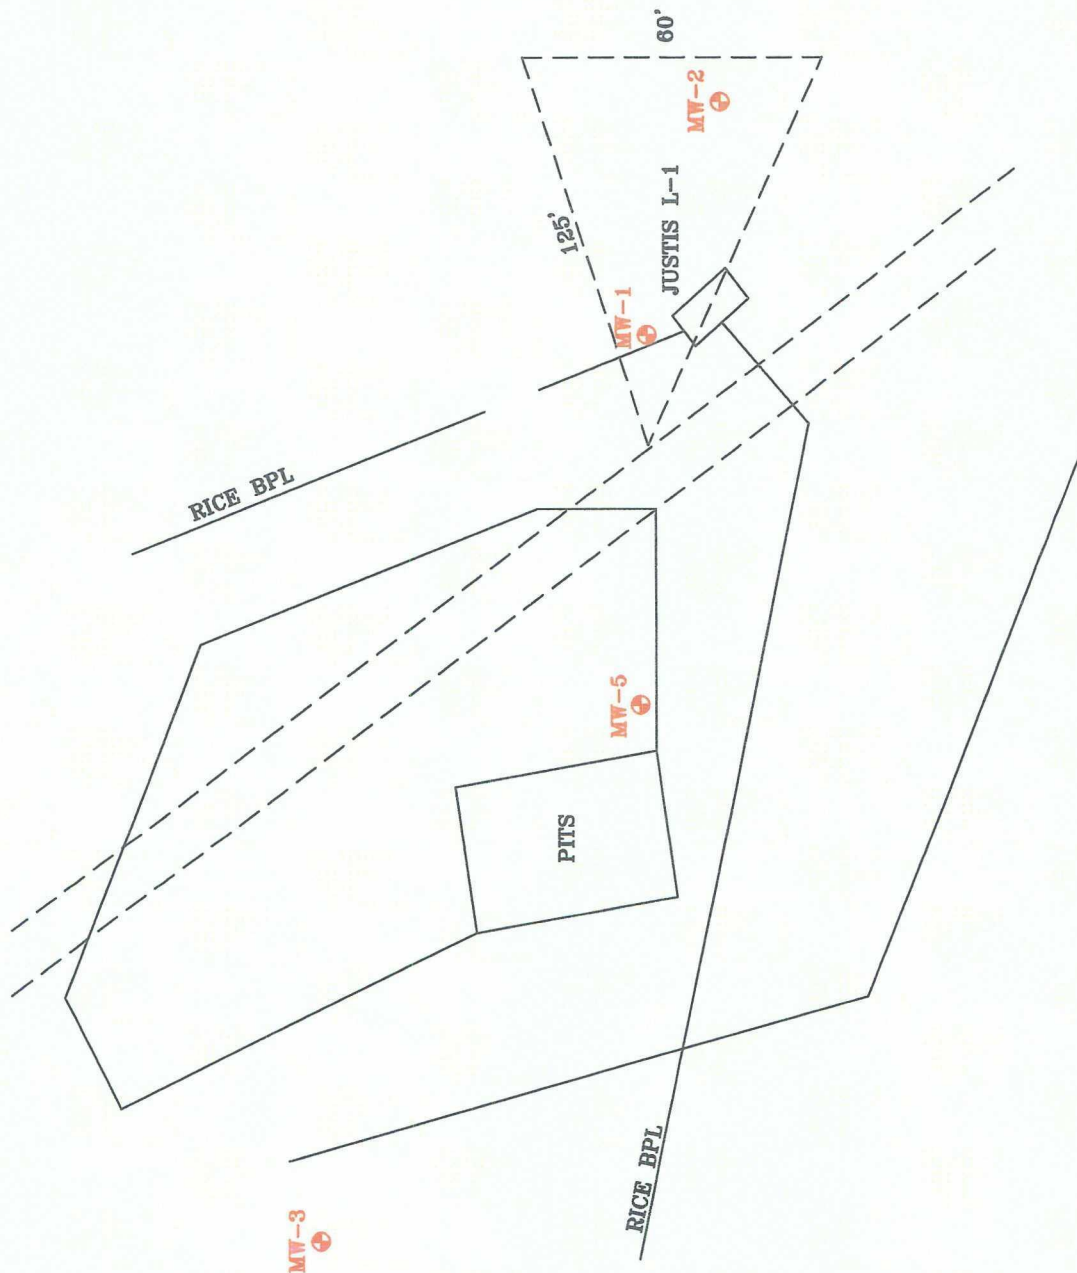 60'
MW-2
125'
JUSTIS L-1
MW-1
RICE BPL
MW-5
PITS
RICE BPL
MW-3